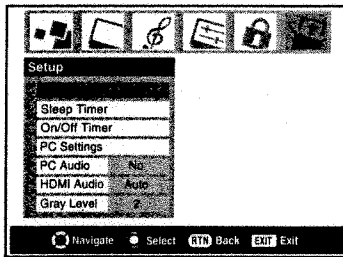 Setup
Sleep Timer
On/Off Timer
PC Settings
PC Audio No
HDMI Audio Auto
Gray Level 2
Navigate Select RTN Back EXIT Exit